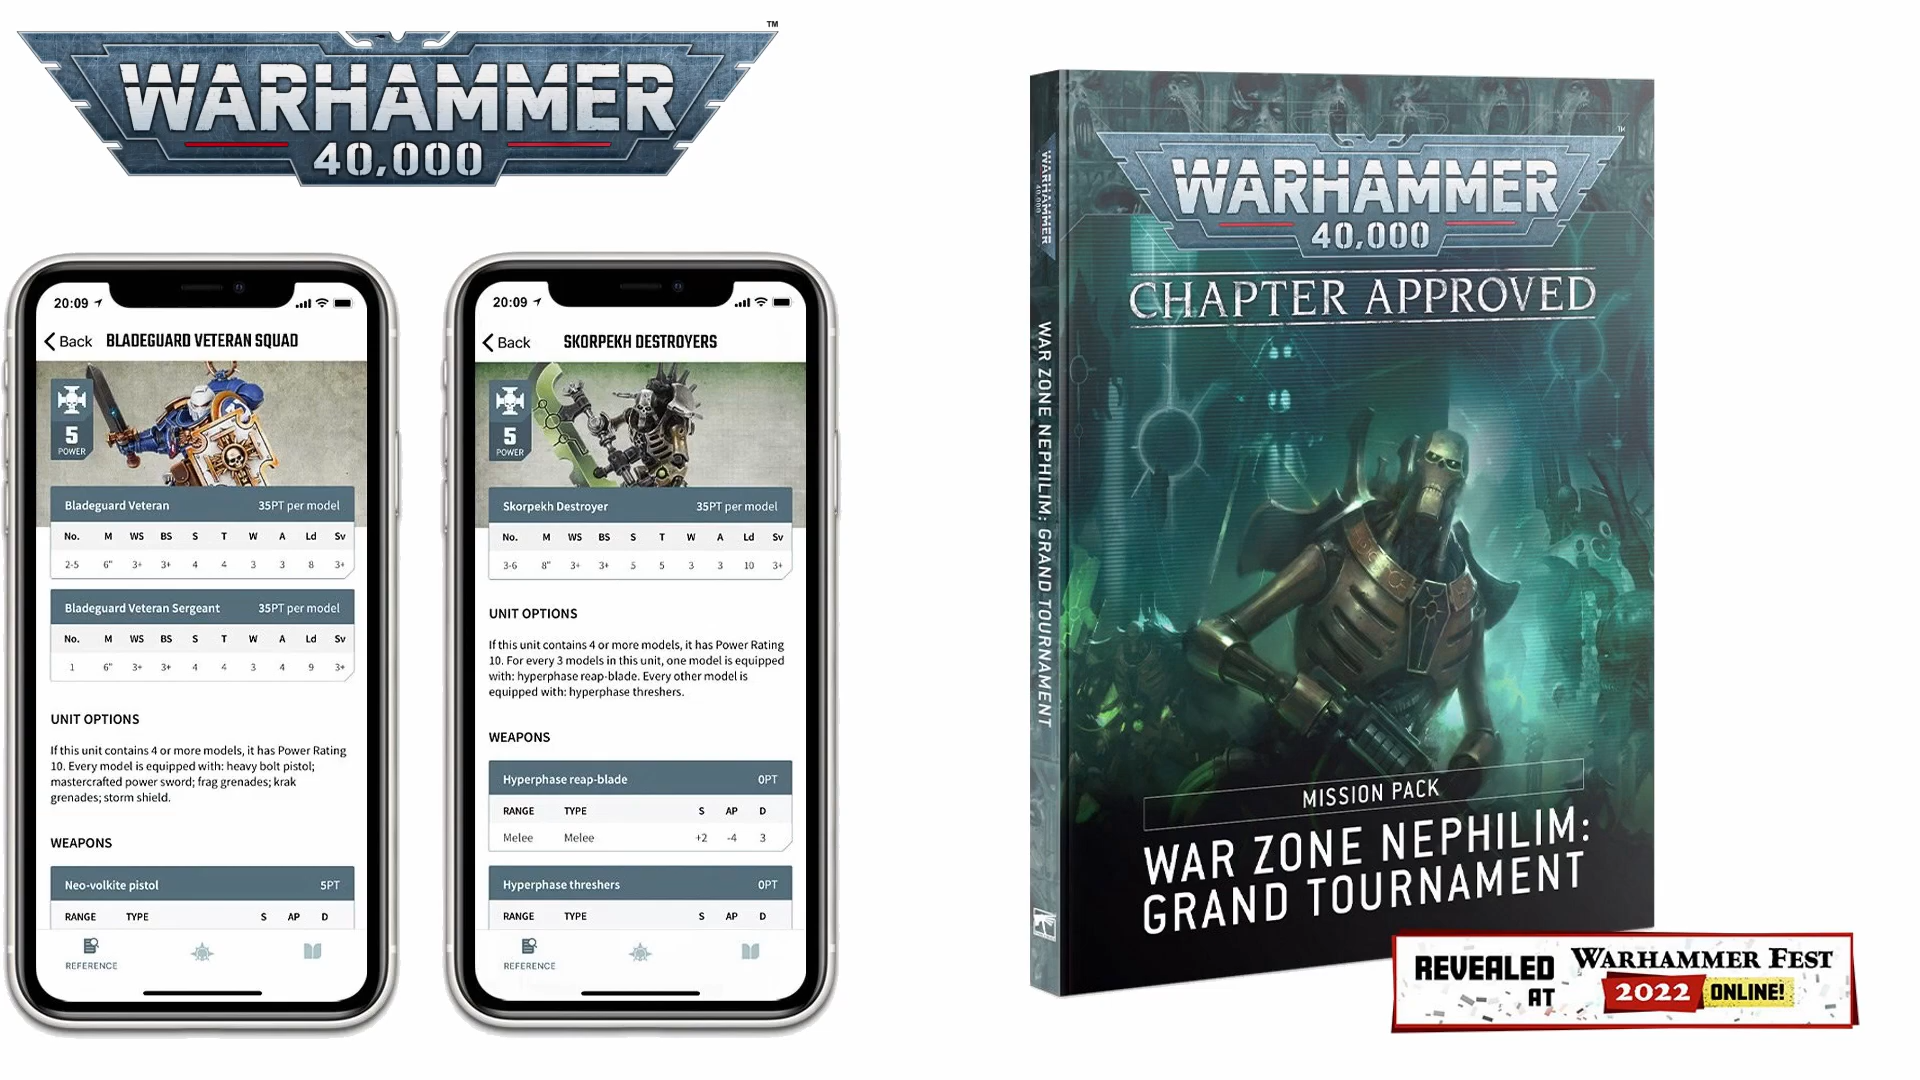 WARHAMMER
™
40,000
20:09
Back
BLADEGUARD VETERAN SQUAD
5
POWER
Bladeguard Veteran 35PT per model
No. M WS BS S T W A Ld Sv
2-5 6" 3+ 3+ 4 4 3 3 8 3+
Bladeguard Veteran Sergeant 35PT per model
No. M WS BS S T W A Ld Sv
1 6" 3+ 3+ 4 4 3 4 9 3+
UNIT OPTIONS
If this unit contains 4 or more models, it has Power Rating
10. Every model is equipped with: heavy bolt pistol;
mastercrafted power sword; frag grenades; krak
grenades; storm shield.
WEAPONS
Neo-volkite pistol 5PT
RANGE TYPE S AP D
REFERENCE
20:09
Back
SKORPEKH DESTROYERS
5
POWER
Skorpekh Destroyer 35PT per model
No. M WS BS S T W A Ld Sv
3-6 8" 3+ 3+ 5 5 3 3 10 3+
UNIT OPTIONS
If this unit contains 4 or more models, it has Power Rating
10. For every 3 models in this unit, one model is equipped
with: hyperphase reap-blade. Every other model is
equipped with: hyperphase threshers.
WEAPONS
Hyperphase reap-blade 0PT
RANGE TYPE S AP D
Melee Melee +2 -4 3
Hyperphase threshers 0PT
RANGE TYPE S AP D
REFERENCE
WARHAMMER
40,000
WAR ZONE NEPHILIM: GRAND TOURNAMENT
WARHAMMER
™
40,000
CHAPTER APPROVED
MISSION PACK
WAR ZONE NEPHILIM:
GRAND TOURNAMENT
REVEALED
AT
WARHAMMER FEST
2022 ONLINE!